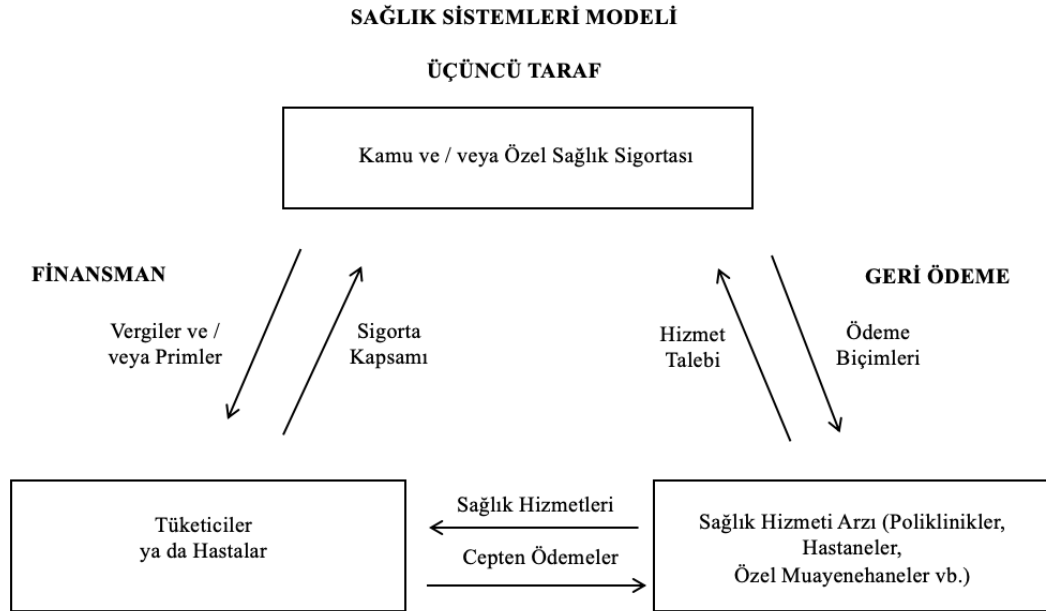 SAĞLIK SİSTEMLERİ MODELİ
ÜÇÜNCÜ TARAF
Kamu ve / veya Özel Sağlık Sigortası
FİNANSMAN
GERİ ÖDEME
Vergiler ve /
veya Primler
Sigorta
Kapsamı
Hizmet
Talebi
Ödeme
Biçimleri
Tüketiciler
ya da Hastalar
Sağlık Hizmetleri
Cepten Ödemeler
Sağlık Hizmeti Arzı (Poliklinikler,
Hastaneler,
Özel Muayenehaneler vb.)